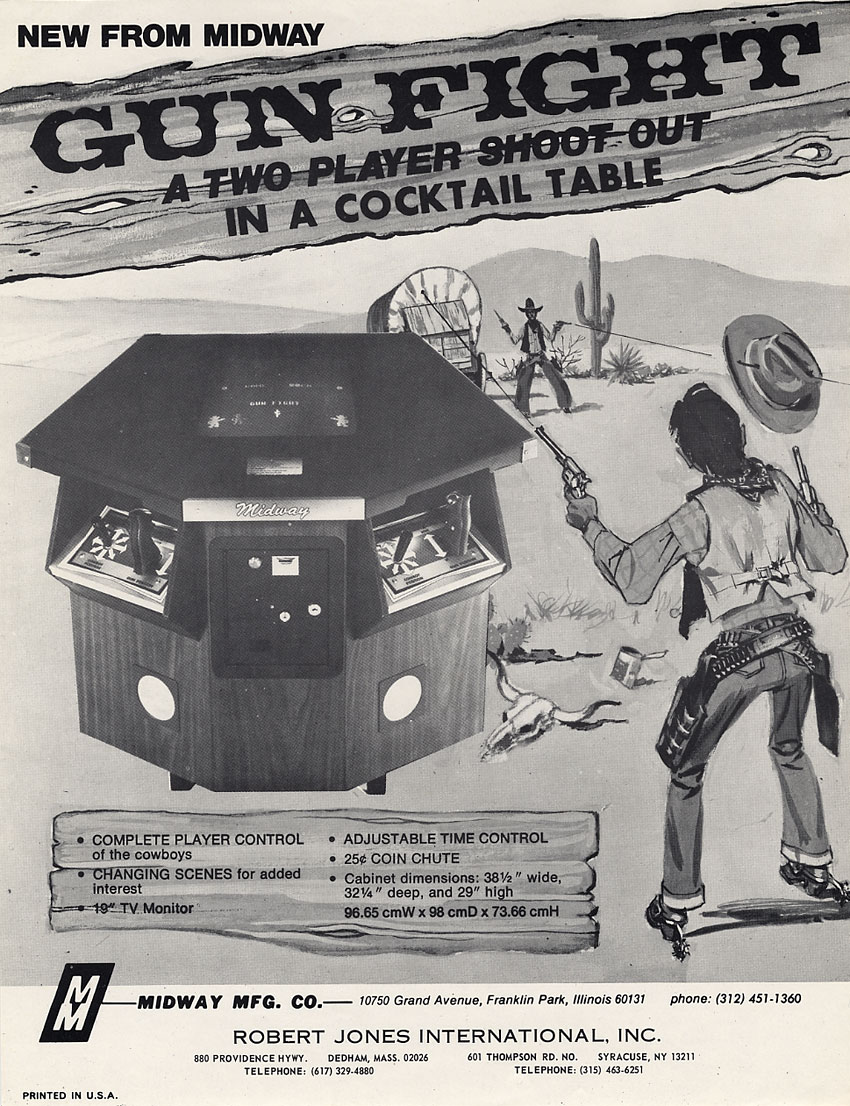 NEW FROM MIDWAY
GUN FIGHT
A TWO PLAYER SHOOT OUT
IN A COCKTAIL TABLE
GUN FIGHT
Midway
• COMPLETE PLAYER CONTROL
of the cowboys
• CHANGING SCENES for added
interest
• 19" TV Monitor
• ADJUSTABLE TIME CONTROL
• 25¢ COIN CHUTE
• Cabinet dimensions: 38½" wide,
32¼" deep, and 29" high
96.65 cmW x 98 cmD x 73.66 cmH
MM
MIDWAY MFG. CO.— 10750 Grand Avenue, Franklin Park, Illinois 60131 phone: (312) 451-1360
ROBERT JONES INTERNATIONAL, INC.
880 PROVIDENCE HYWY. DEDHAM, MASS. 02026 601 THOMPSON RD. NO. SYRACUSE, NY 13211
TELEPHONE: (617) 329-4880 TELEPHONE: (315) 463-6251
PRINTED IN U.S.A.